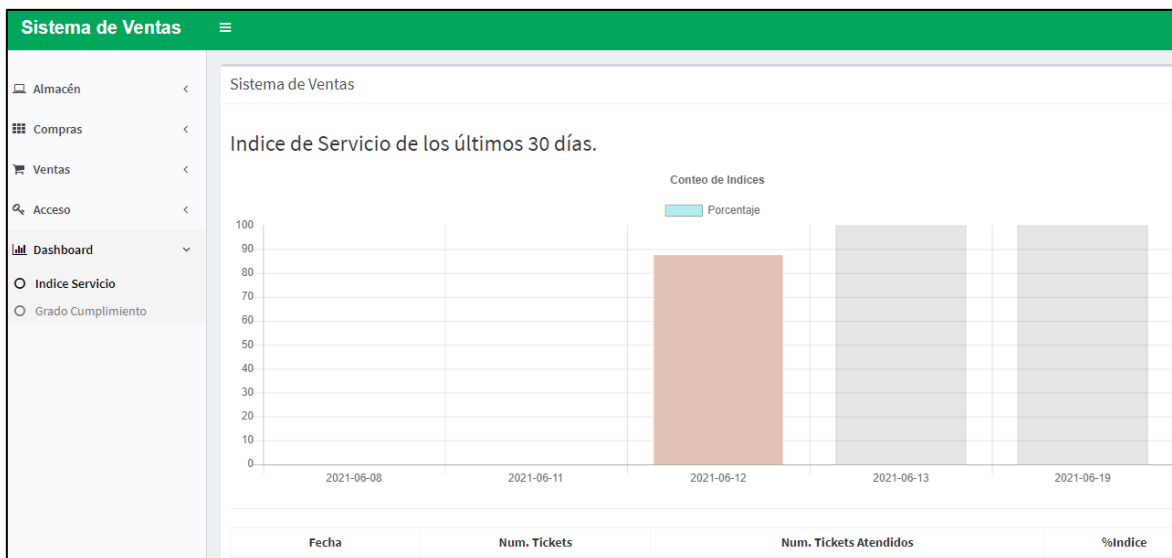 Sistema de Ventas
Almacén
Compras
Ventas
Acceso
Dashboard
Indice Servicio
Grado Cumplimiento
Sistema de Ventas
Indice de Servicio de los últimos 30 días.
Conteo de Indices
Porcentaje
100
90
80
70
60
50
40
30
20
10
0
2021-06-08 2021-06-11 2021-06-12 2021-06-13 2021-06-19
Fecha Num. Tickets Num. Tickets Atendidos %Indice